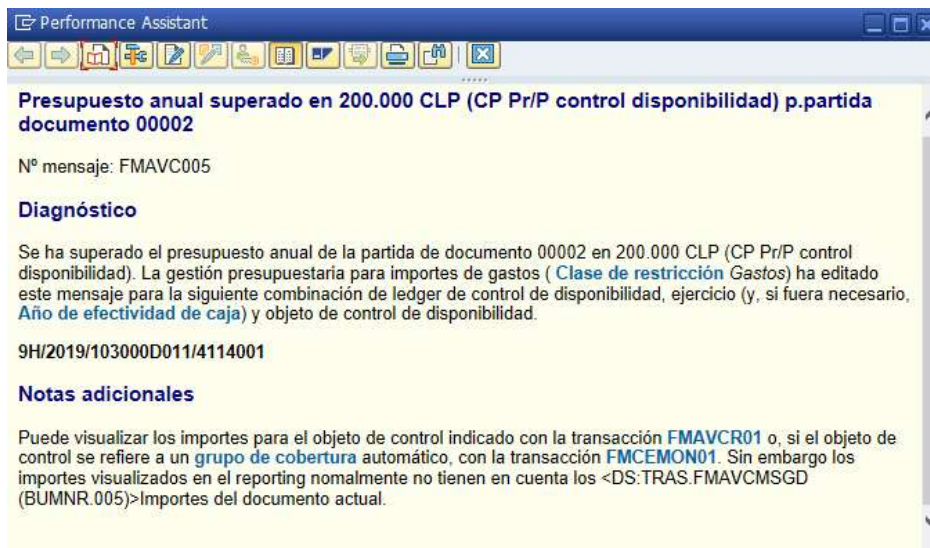 Performance Assistant
Presupuesto anual superado en 200.000 CLP (CP Pr/P control disponibilidad) p.partida
documento 00002
Nº mensaje: FMAVC005
Diagnóstico
Se ha superado el presupuesto anual de la partida de documento 00002 en 200.000 CLP (CP Pr/P control
disponibilidad). La gestión presupuestaria para importes de gastos ( Clase de restricción Gastos) ha editado
este mensaje para la siguiente combinación de ledger de control de disponibilidad, ejercicio (y, si fuera necesario,
Año de efectividad de caja) y objeto de control de disponibilidad.
9H/2019/103000D011/4114001
Notas adicionales
Puede visualizar los importes para el objeto de control indicado con la transacción FMAVCR01 o, si el objeto de
control se refiere a un grupo de cobertura automático, con la transacción FMCEMON01. Sin embargo los
importes visualizados en el reporting nomalmente no tienen en cuenta los <DS:TRAS.FMAVCMSGD
(BUMNR.005)>Importes del documento actual.